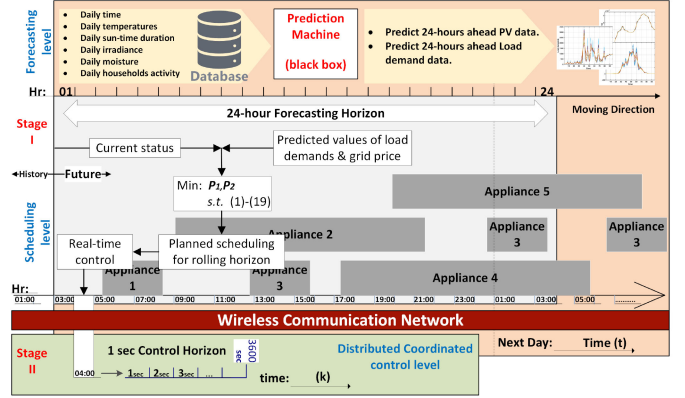 Forecasting
level
• Daily time
• Daily temperatures
• Daily sun-time duration
• Daily irradiance
• Daily moisture
• Daily households activity
Database
Prediction
Machine
(black box)
• Predict 24-hours ahead PV data.
• Predict 24-hours ahead Load
demand data.
Hr: 01
24
24-hour Forecasting Horizon
Moving Direction
Stage
I
Current status
Predicted values of load
demands & grid price
History Future
Min: P1,P2
s.t. (1)-(19)
Appliance 5
Scheduling
level
Appliance 2
Appliance
3
Appliance
3
Real-time
control
Planned scheduling
for rolling horizon
Appliance
1
Appliance
3
Appliance 4
Hr:
01:00 03:00 05:00 07:00 09:00 11:00 13:00 15:00 17:00 19:00 21:00 23:00 01:00 03:00 05:00 ..........
Wireless Communication Network
Stage
II
1 sec Control Horizon
3600
sec
Distributed Coordinated
control level
Next Day: Time (t)
04:00 1sec 2sec 3sec ...
time: (k)